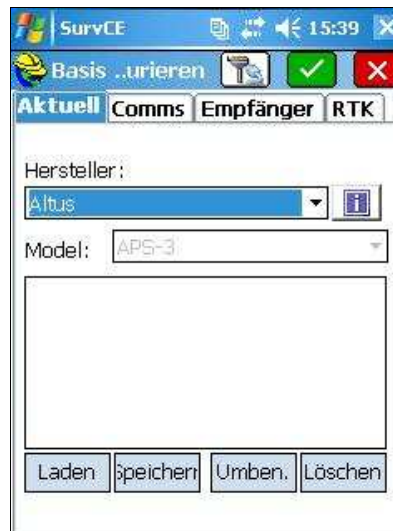 SurvCE 15:39
Basis ..urieren
Aktuell Comms Empfänger RTK
Hersteller:
Altus
Model: APS-3
Laden Speichern Umben. Löschen